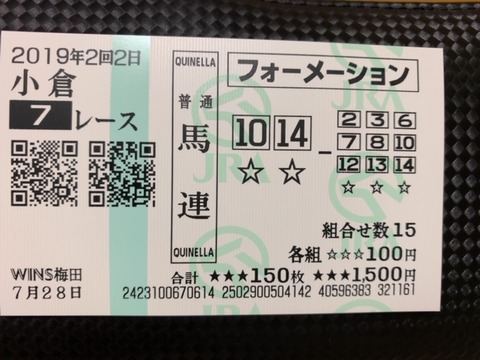 2019年2回2日
小倉
7レース
WINS梅田
7月28日
QUINELLA
普通
馬連
QUINELLA
フォーメーション
10 14 － 2 3 6
7 8 10
12 13 14
☆ ☆ ☆ ☆ ☆
組合せ数15
各組 ☆☆☆100円
合計 ★★★150枚 ★★★1,500円
2423100670614 2502900504142 40596383 321161
JRA
JRA
JRA